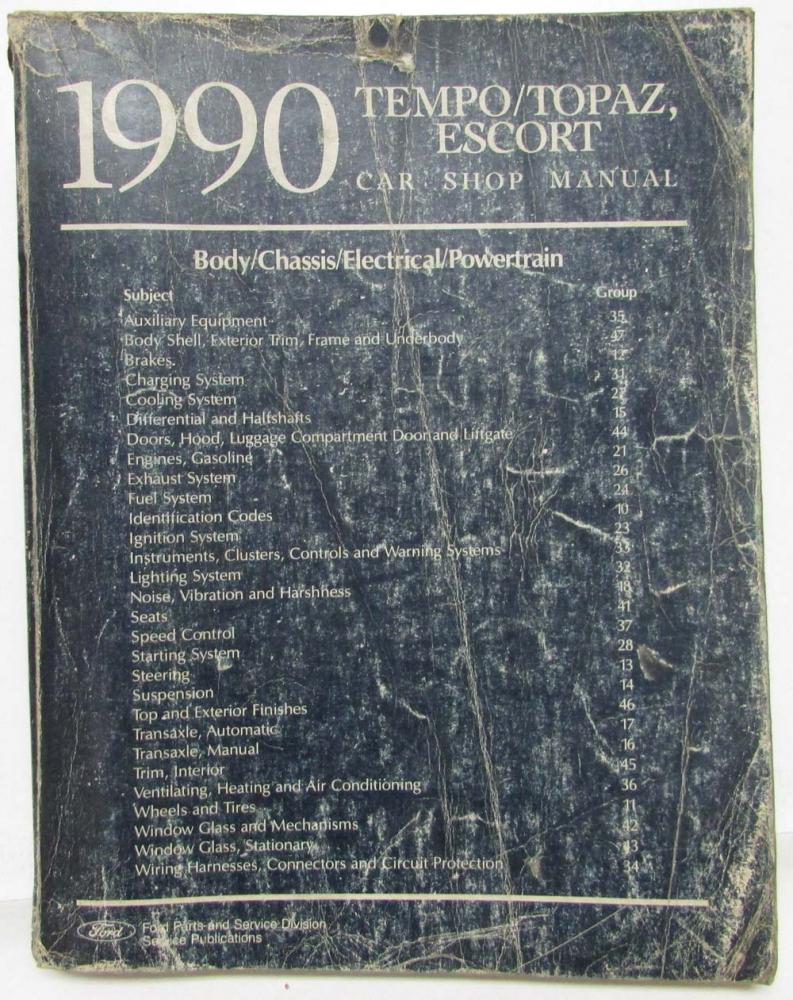 1990
TEMPO/TOPAZ,
ESCORT
CAR SHOP MANUAL
Body/Chassis/Electrical/Powertrain
Subject Group
Auxiliary Equipment 35
Body Shell, Exterior Trim, Frame and Underbody 47
Brakes 12
Charging System 31
Cooling System 27
Differential and Halfshafts 15
Doors, Hood, Luggage Compartment Door and Liftgate 44
Engines, Gasoline 21
Exhaust System 26
Fuel System 24
Identification Codes 10
Ignition System 23
Instruments, Clusters, Controls and Warning Systems 33
Lighting System 32
Noise, Vibration and Harshness 18
Seats 41
Speed Control 37
Starting System 28
Steering 13
Suspension 14
Top and Exterior Finishes 46
Transaxle, Automatic 17
Transaxle, Manual 16
Trim, Interior 45
Ventilating, Heating and Air Conditioning 36
Wheels and Tires 11
Window Glass and Mechanisms 42
Window Glass, Stationary 43
Wiring Harnesses, Connectors and Circuit Protection 34
Ford Ford Parts and Service Division
Service Publications